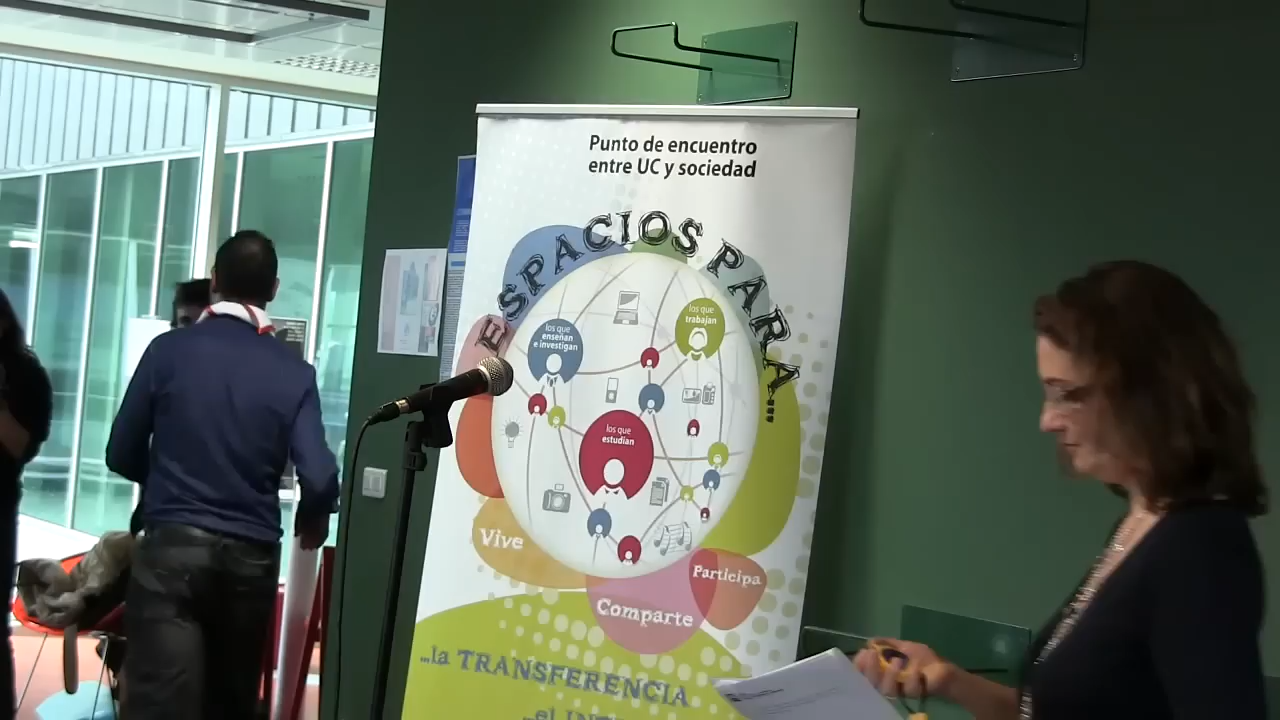 Punto de encuentro
entre UC y sociedad
ESPACIOS PARA...
los que
trabajan
los que
enseñan
e investigan
los que
estudian
Vive
Participa
Comparte
...la TRANSFERENCIA
...el